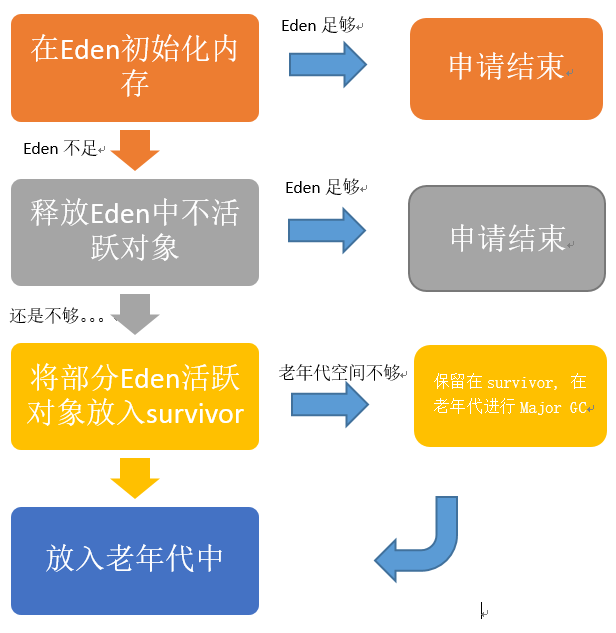 在Eden初始化内
存
Eden 足够
申请结束
Eden 不足
释放Eden中不活
跃对象
Eden 足够
申请结束
还是不够。。。
将部分Eden活跃
对象放入survivor
老年代空间不够
保留在 survivor, 在
老年代进行 Major GC
放入老年代中